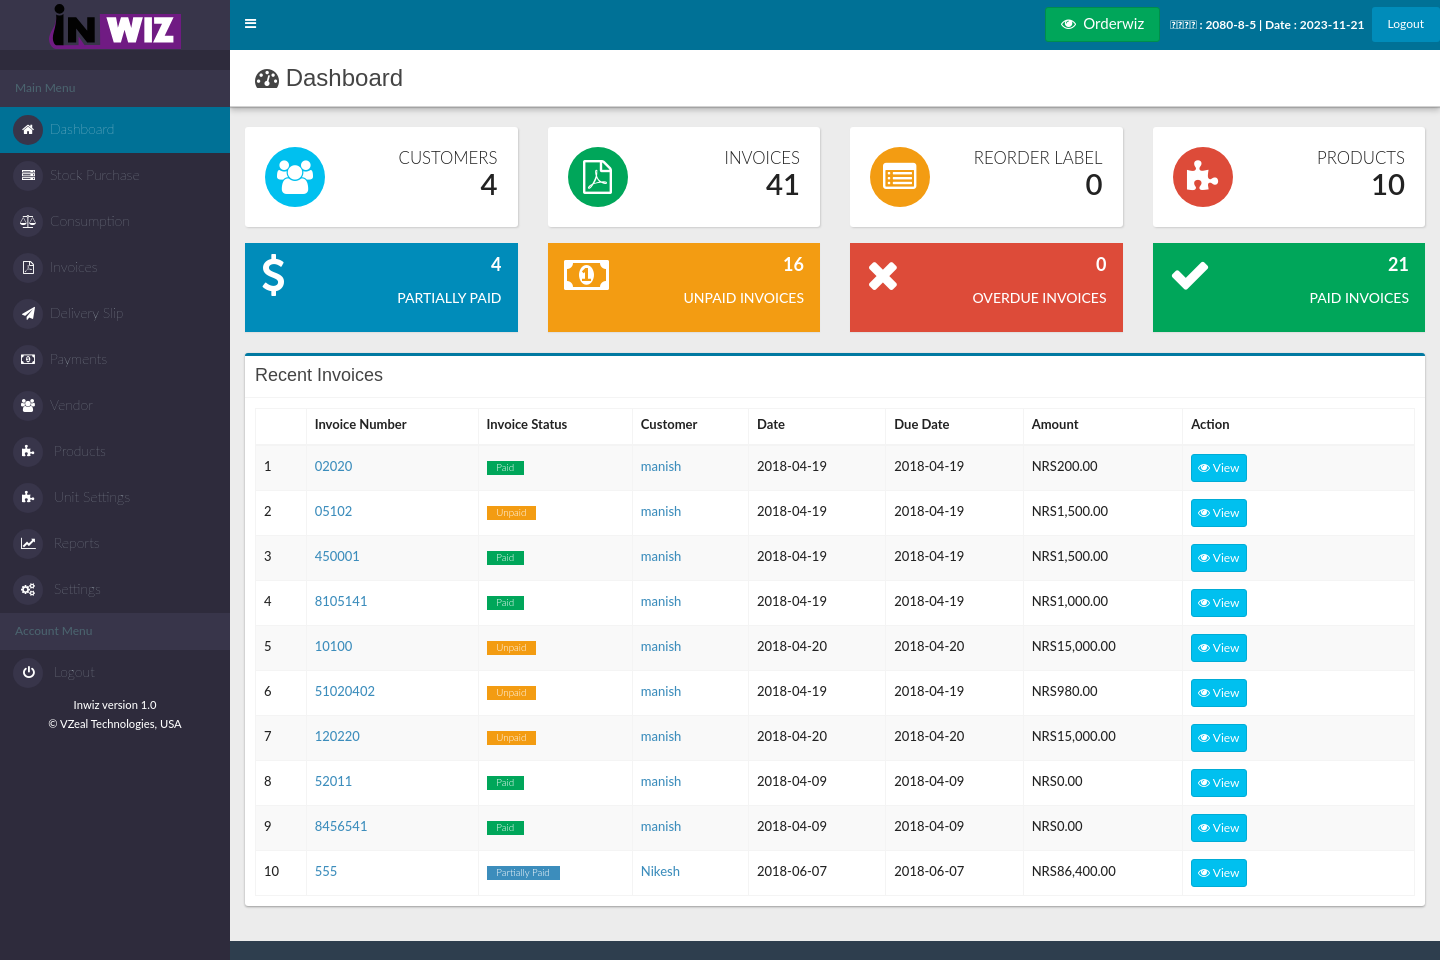 iN WIZ
Orderwiz
: 2080-8-5 | Date : 2023-11-21
Logout
Main Menu
Dashboard
Stock Purchase
Consumption
Invoices
Delivery Slip
Payments
Vendor
Products
Unit Settings
Reports
Settings
Account Menu
Logout
Inwiz version 1.0
© VZeal Technologies, USA
Dashboard
CUSTOMERS
4
INVOICES
41
REORDER LABEL
0
PRODUCTS
10
4
PARTIALLY PAID
16
UNPAID INVOICES
0
OVERDUE INVOICES
21
PAID INVOICES
Recent Invoices
Invoice Number Invoice Status Customer Date Due Date Amount Action
1 02020 Paid manish 2018-04-19 2018-04-19 NRS200.00 View
2 05102 Unpaid manish 2018-04-19 2018-04-19 NRS1,500.00 View
3 450001 Paid manish 2018-04-19 2018-04-19 NRS1,500.00 View
4 8105141 Paid manish 2018-04-19 2018-04-19 NRS1,000.00 View
5 10100 Unpaid manish 2018-04-20 2018-04-20 NRS15,000.00 View
6 51020402 Unpaid manish 2018-04-19 2018-04-19 NRS980.00 View
7 120220 Unpaid manish 2018-04-20 2018-04-20 NRS15,000.00 View
8 52011 Paid manish 2018-04-09 2018-04-09 NRS0.00 View
9 8456541 Paid manish 2018-04-09 2018-04-09 NRS0.00 View
10 555 Partially Paid Nikesh 2018-06-07 2018-06-07 NRS86,400.00 View